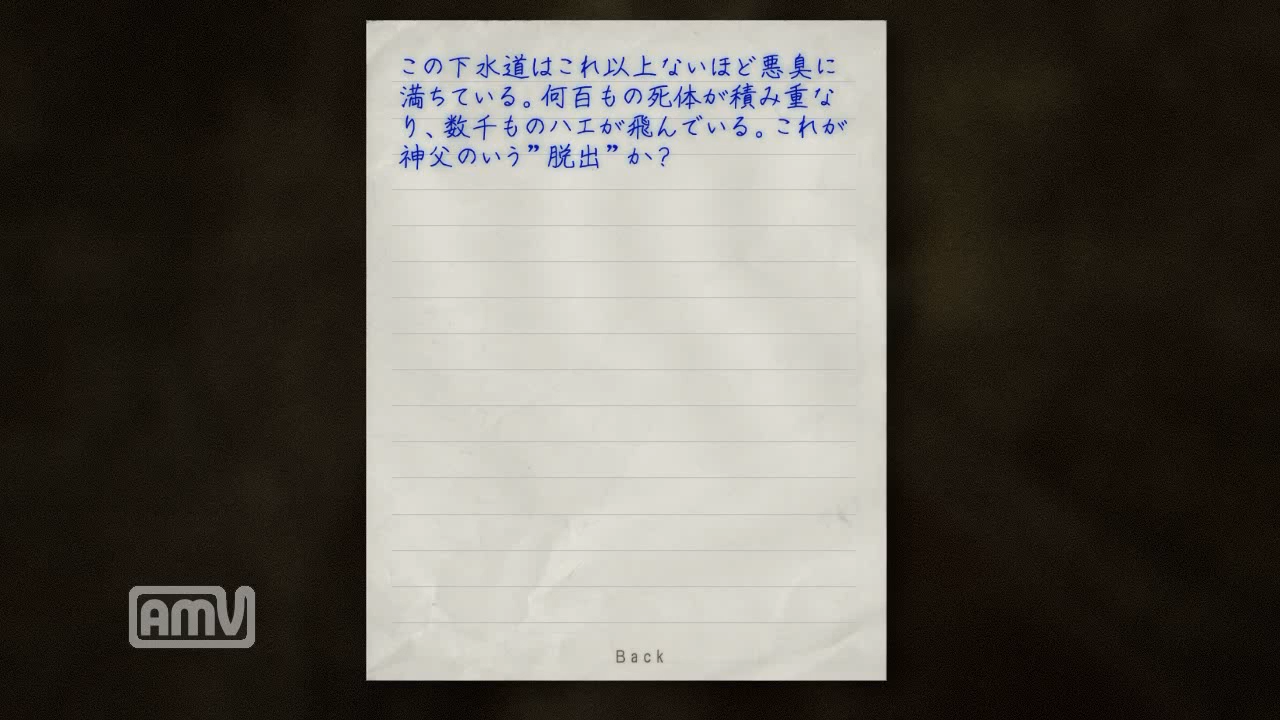 この下水道はこれ以上ないほど悪臭に
満ちている。何百もの死体が積み重な
り、数千ものハエが飛んでいる。これが
神父のいう”脱出”か？
AMV
Back